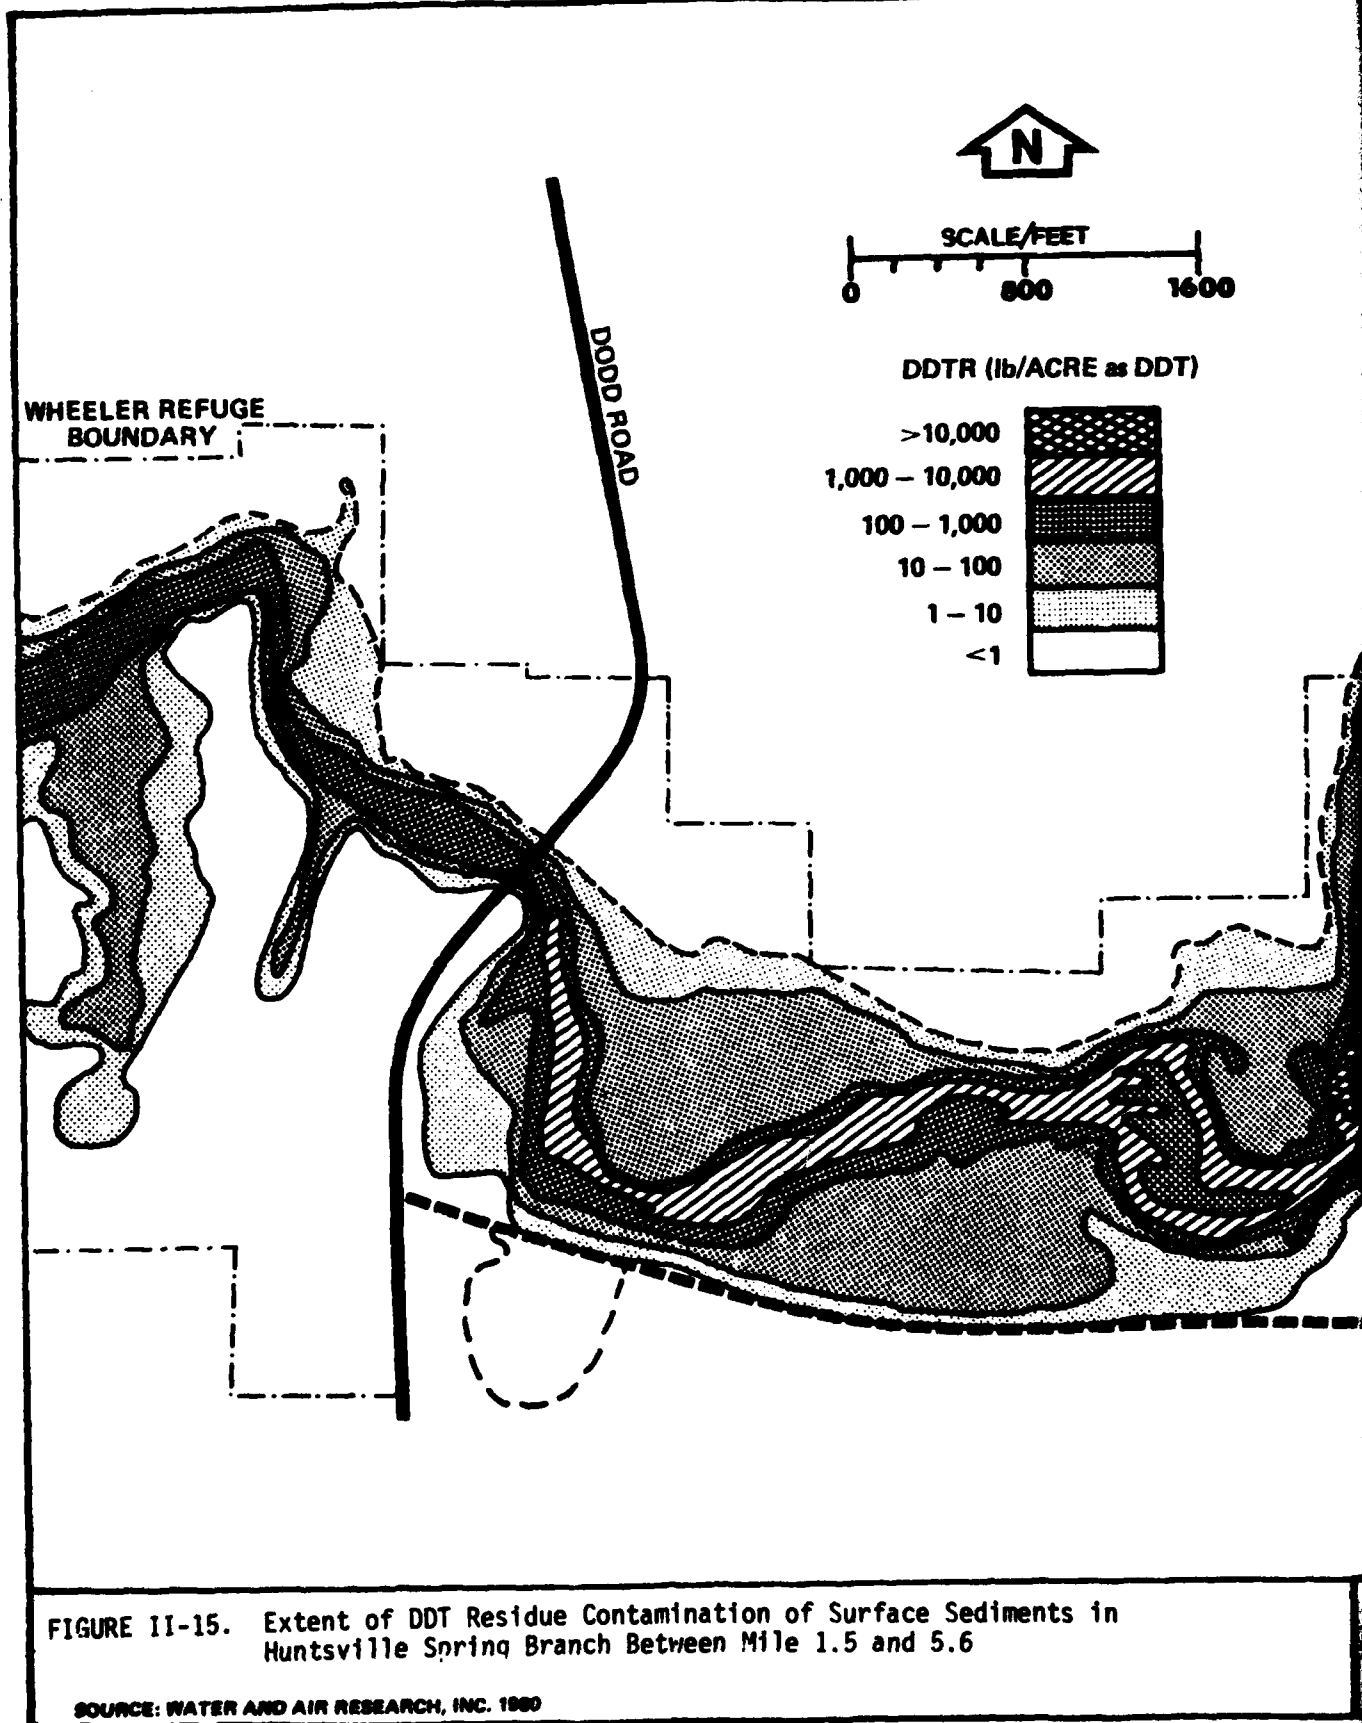 N
SCALE/FEET
0 800 1600
DODD ROAD
DDTR (lb/ACRE as DDT)
>10,000
1,000 – 10,000
100 – 1,000
10 – 100
1 – 10
<1
WHEELER REFUGE
BOUNDARY
FIGURE II-15. Extent of DDT Residue Contamination of Surface Sediments in
Huntsville Spring Branch Between Mile 1.5 and 5.6
SOURCE: WATER AND AIR RESEARCH, INC. 1980